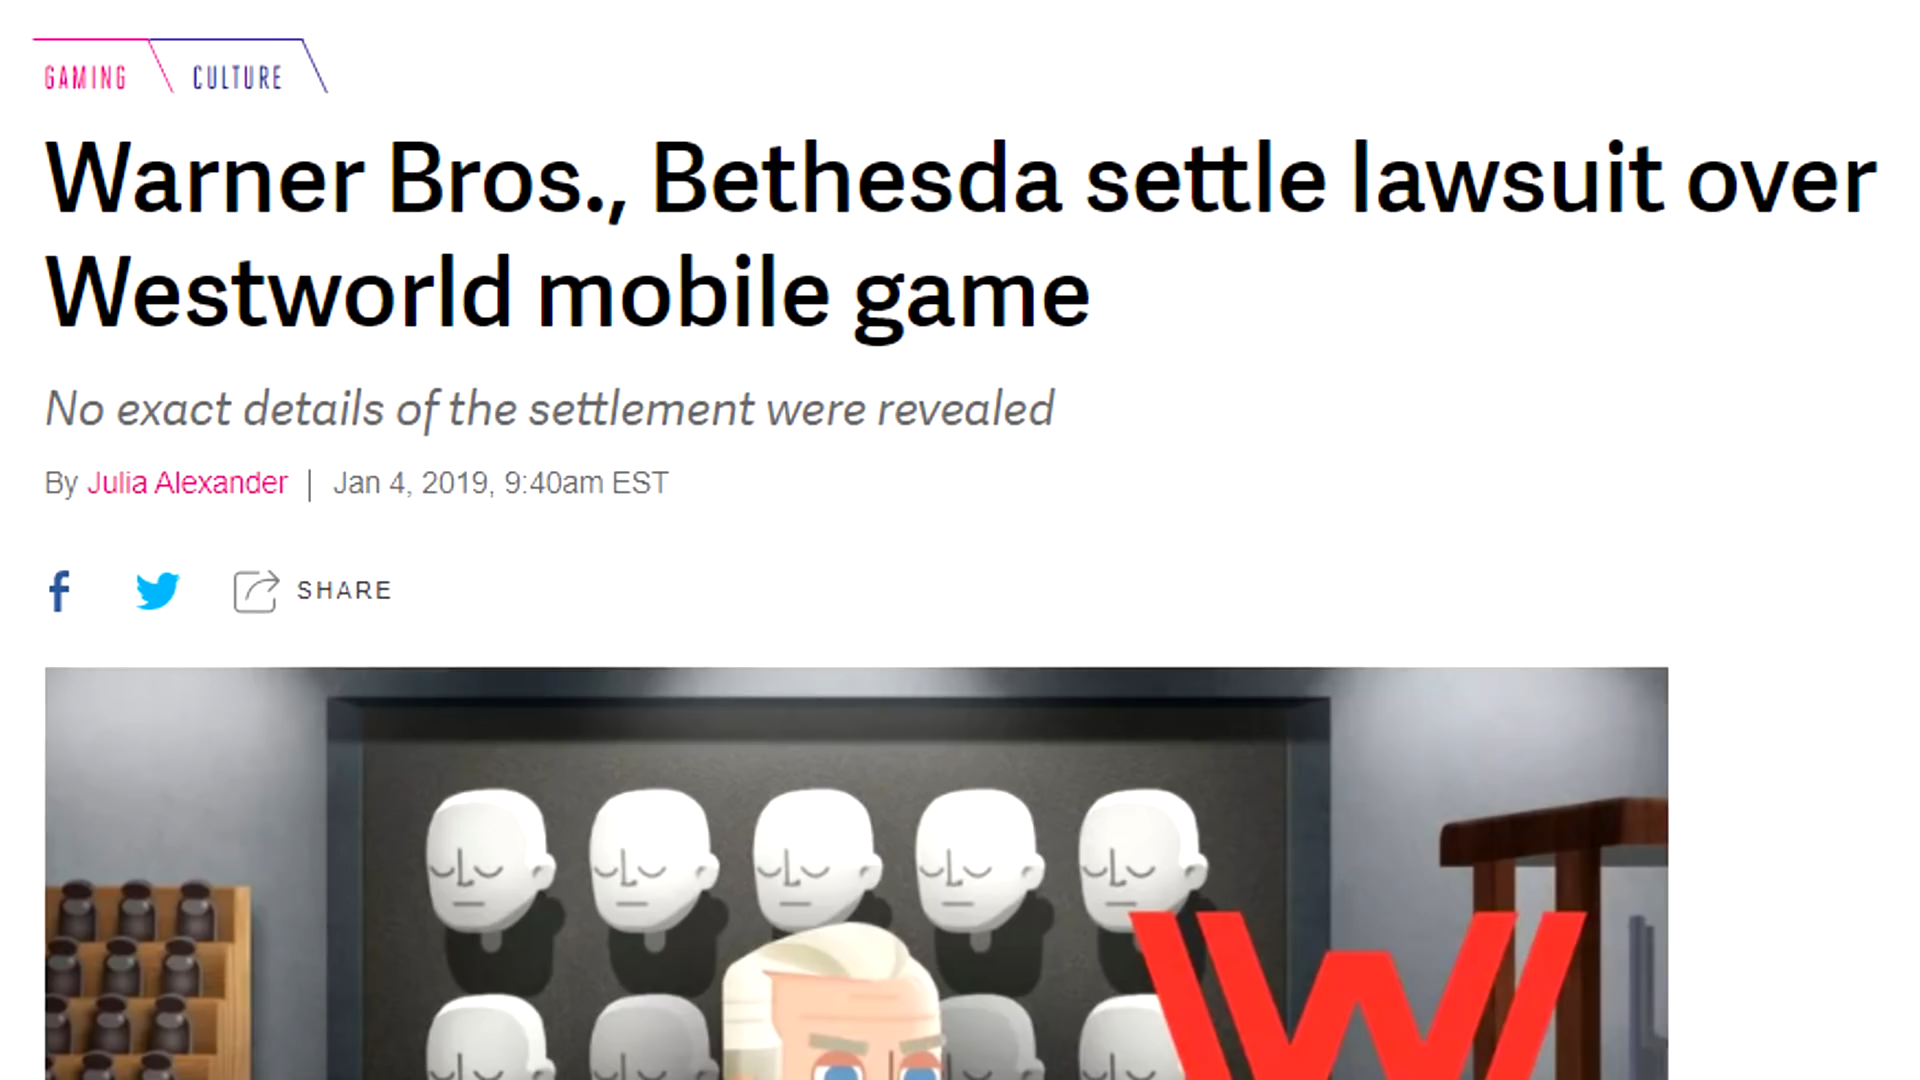 GAMING CULTURE
Warner Bros., Bethesda settle lawsuit over
Westworld mobile game
No exact details of the settlement were revealed
By Julia Alexander | Jan 4, 2019, 9:40am EST
f SHARE
W